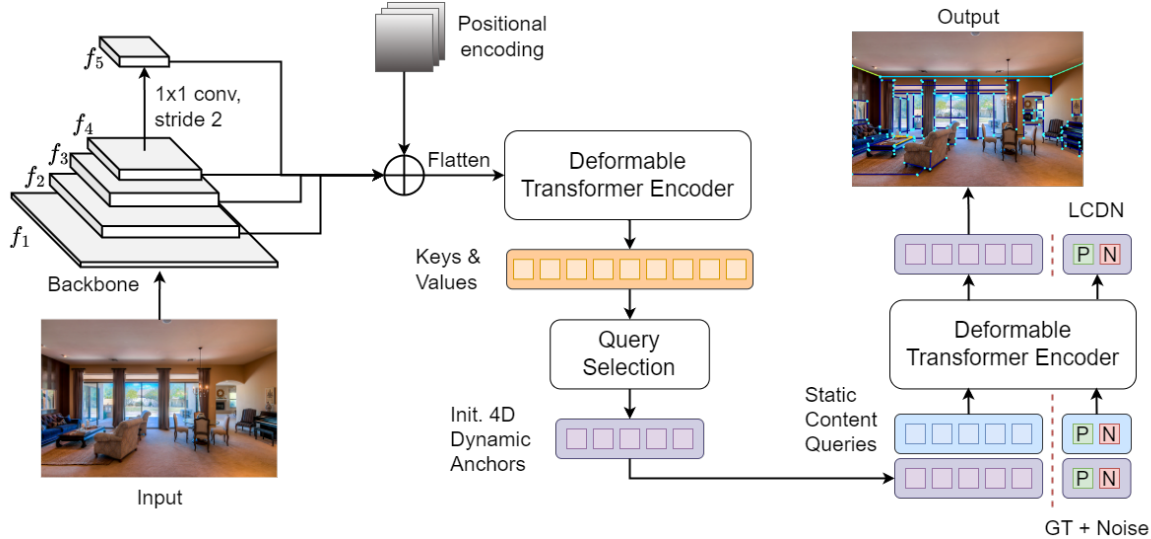 f5
1x1 conv,
stride 2
f4
f3
f2
f1
Backbone
Input
Positional
encoding
Flatten
Deformable
Transformer Encoder
Keys &
Values
Query
Selection
Init. 4D
Dynamic
Anchors
Output
LCDN
P N
Deformable
Transformer Encoder
Static
Content
Queries
P N
P N
GT + Noise